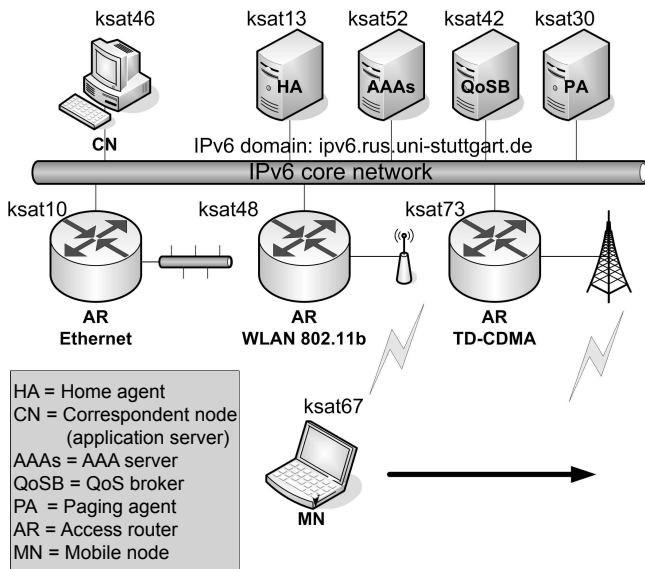 ksat46
ksat13
ksat52
ksat42
ksat30
HA
AAAs
QoSB
PA
CN
IPv6 domain: ipv6.rus.uni-stuttgart.de
IPv6 core network
ksat10
ksat48
ksat73
AR
Ethernet
AR
WLAN 802.11b
AR
TD-CDMA
HA = Home agent
CN = Correspondent node
(application server)
AAAs = AAA server
QoSB = QoS broker
PA = Paging agent
AR = Access router
MN = Mobile node
ksat67
MN